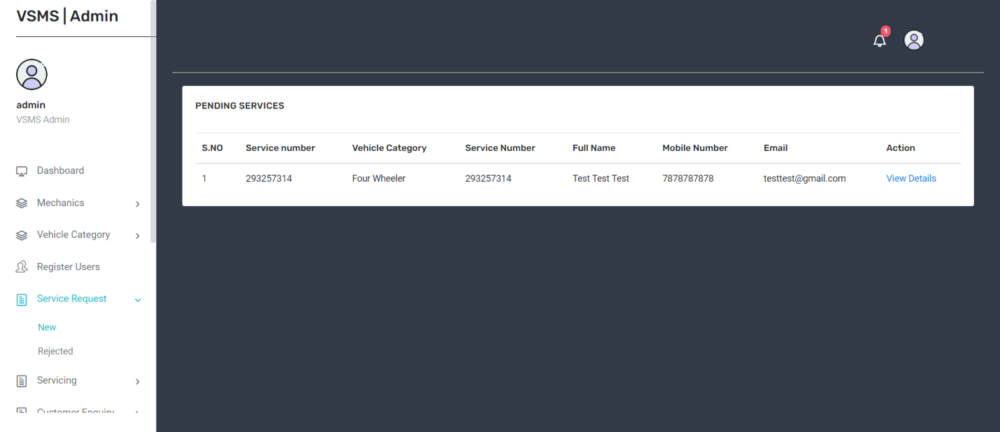 VSMS | Admin
1
admin
VSMS Admin
Dashboard
Mechanics
Vehicle Category
Register Users
Service Request
New
Rejected
Servicing
Customer Enquiry
PENDING SERVICES
S.NO Service number Vehicle Category Service Number Full Name Mobile Number Email Action
1 293257314 Four Wheeler 293257314 Test Test Test 7878787878 testtest@gmail.com View Details